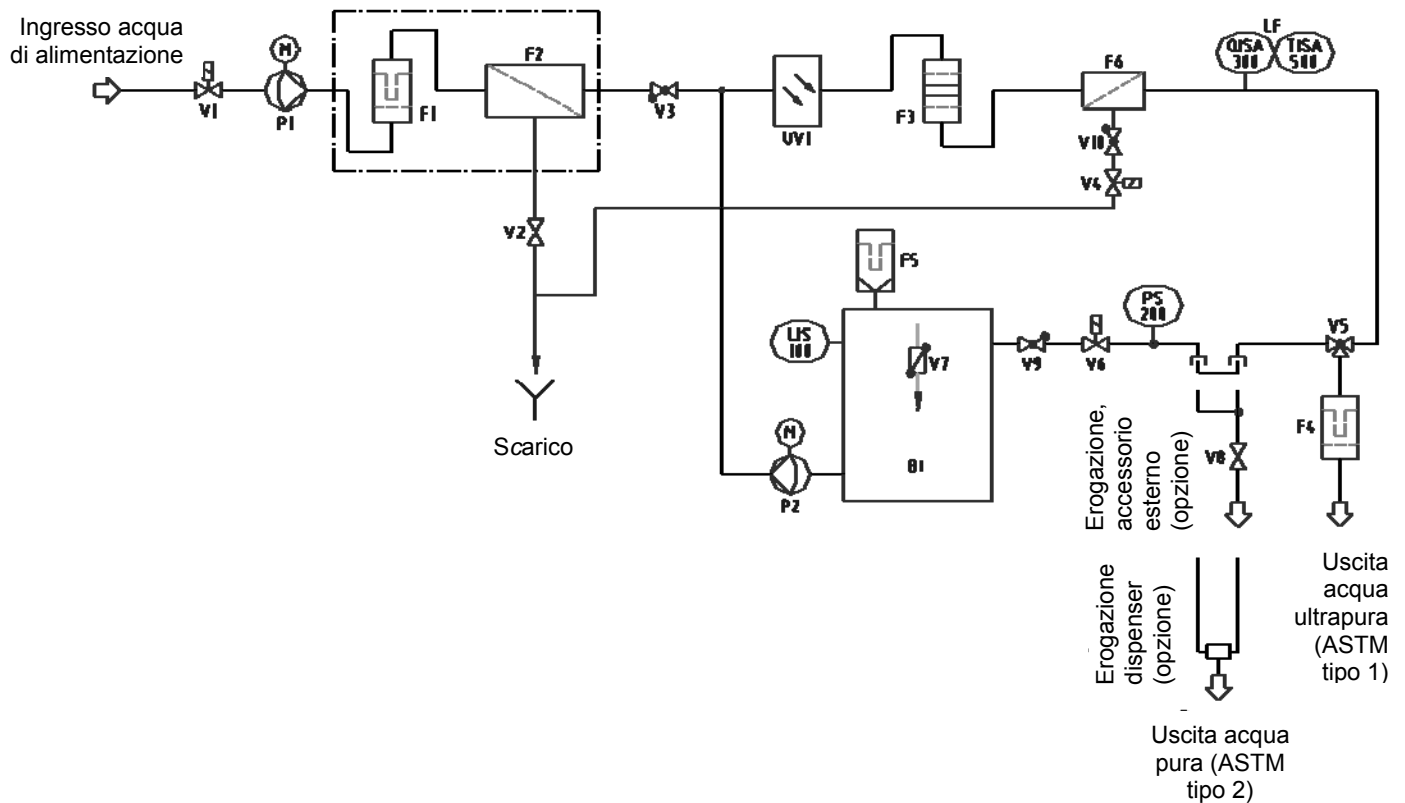 Ingresso acqua
di alimentazione
V1
M
P1
F1
F2
V2
V3
UV1
F3
F6
V10
V4
LF
QISA
300
TISA
500
F5
LIS
100
V7
B1
M
P2
V9
V6
PS
200
V5
F4
V8
Scarico
Erogazione,
accessorio
esterno
(opzione)
Erogazione
dispenser
(opzione)
Uscita
acqua
ultrapura
(ASTM
tipo 1)
Uscita acqua
pura (ASTM
tipo 2)